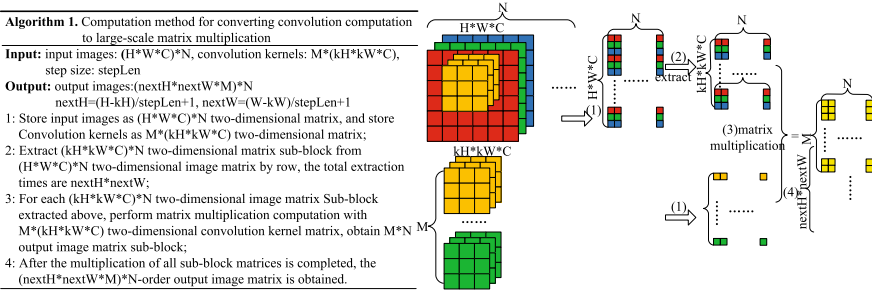 Algorithm 1. Computation method for converting convolution computation
to large-scale matrix multiplication
Input: input images: (H*W*C)*N, convolution kernels: M*(kH*kW*C),
step size: stepLen
Output: output images:(nextH*nextW*M)*N
nextH=(H-kH)/stepLen+1, nextW=(W-kW)/stepLen+1
1: Store input images as (H*W*C)*N two-dimensional matrix, and store
Convolution kernels as M*(kH*kW*C) two-dimensional matrix;
2: Extract (kH*kW*C)*N two-dimensional matrix sub-block from
(H*W*C)*N two-dimensional image matrix by row, the total extraction
times are nextH*nextW;
3: For each (kH*kW*C)*N two-dimensional image matrix Sub-block
extracted above, perform matrix multiplication computation with
M*(kH*kW*C) two-dimensional convolution kernel matrix, obtain M*N
output image matrix sub-block;
4: After the multiplication of all sub-block matrices is completed, the
(nextH*nextW*M)*N-order output image matrix is obtained.
N
H*W*C
(1)
H*W*C
N
(2)
extract
kH*kW*C
N
(3)matrix
multiplication
=
kH*kW*C
M
(1)
(4)
nextH*nextW
M
N